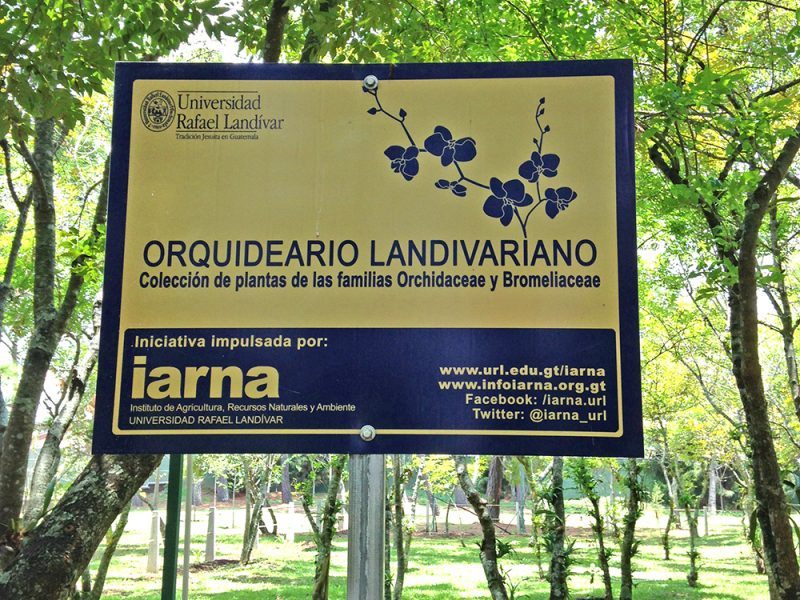 Universidad
Rafael Landívar
Tradición Jesuita en Guatemala
ORQUIDEARIO LANDIVARIANO
Colección de plantas de las familias Orchidaceae y Bromeliaceae
Iniciativa impulsada por:
iarna
Instituto de Agricultura, Recursos Naturales y Ambiente
UNIVERSIDAD RAFAEL LANDÍVAR
www.url.edu.gt/iarna
www.infoiarna.org.gt
Facebook: /iarna.url
Twitter: @iarna_url